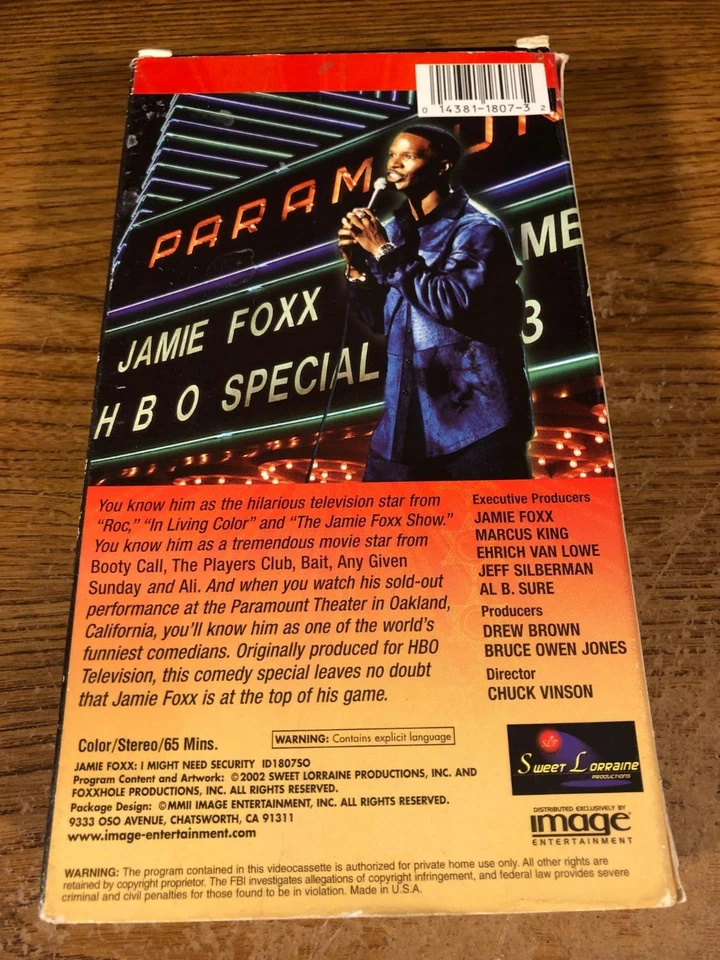 0 14381-1807-3 2
PARAMOUN
JAMIE FOXX
ME
HBO SPECIAL
3
You know him as the hilarious television star from
"Roc," "In Living Color" and "The Jamie Foxx Show."
You know him as a tremendous movie star from
Booty Call, The Players Club, Bait, Any Given
Sunday and Ali. And when you watch his sold-out
performance at the Paramount Theater in Oakland,
California, you'll know him as one of the world's
funniest comedians. Originally produced for HBO
Television, this comedy special leaves no doubt
that Jamie Foxx is at the top of his game.
Executive Producers
JAMIE FOXX
MARCUS KING
EHRICH VAN LOWE
JEFF SILBERMAN
AL B. SURE
Producers
DREW BROWN
BRUCE OWEN JONES
Director
CHUCK VINSON
Color/Stereo/65 Mins.
WARNING: Contains explicit language
JAMIE FOXX: I MIGHT NEED SECURITY ID1807SO
Program Content and Artwork: ©2002 SWEET LORRAINE PRODUCTIONS, INC. AND
FOXXHOLE PRODUCTIONS, INC. ALL RIGHTS RESERVED.
Package Design: ©MMII IMAGE ENTERTAINMENT, INC. ALL RIGHTS RESERVED.
9333 OSO AVENUE, CHATSWORTH, CA 91311
www.image-entertainment.com
SLP
Sweet Lorraine
PRODUCTIONS
DISTRIBUTED EXCLUSIVELY BY
image
ENTERTAINMENT
WARNING: The program contained in this videocassette is authorized for private home use only. All other rights are
retained by copyright proprietor. The FBI investigates allegations of copyright infringement, and federal law provides severe
criminal and civil penalties for those found to be in violation. Made in U.S.A.